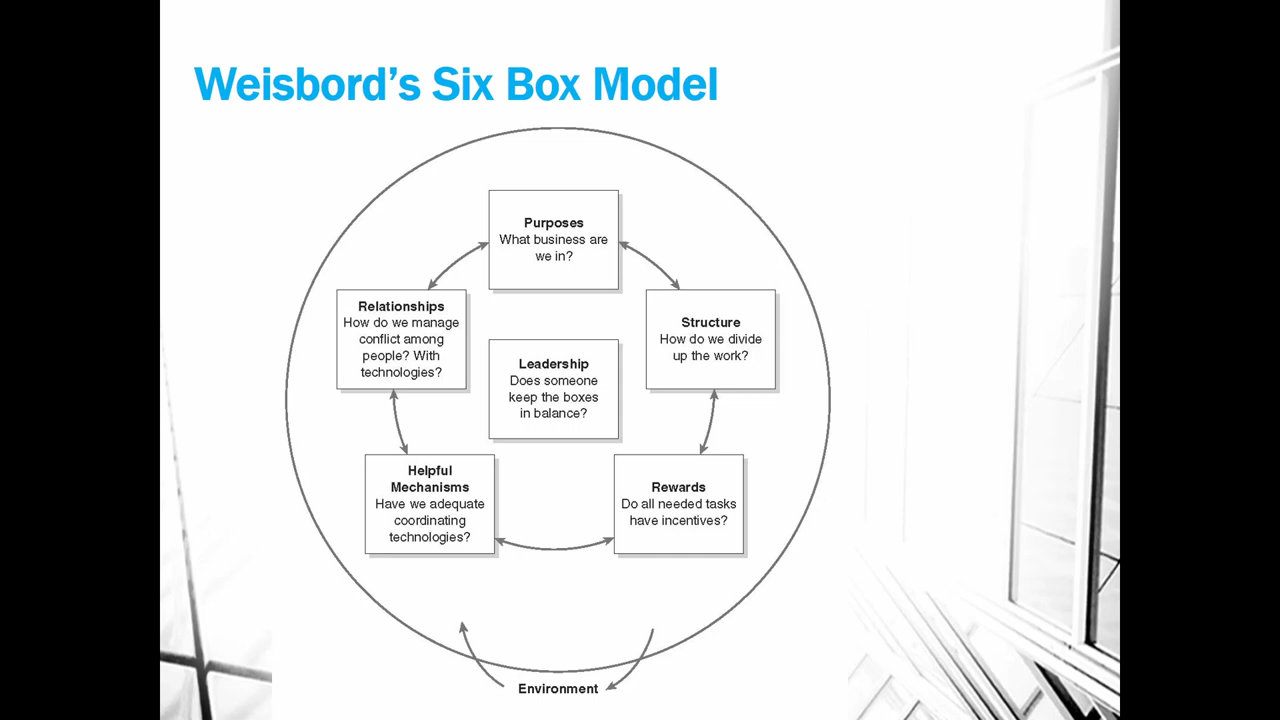 Weisbord’s Six Box Model
Purposes
What business are
we in?
Relationships
How do we manage
conflict among
people? With
technologies?
Structure
How do we divide
up the work?
Leadership
Does someone
keep the boxes
in balance?
Helpful
Mechanisms
Have we adequate
coordinating
technologies?
Rewards
Do all needed tasks
have incentives?
Environment